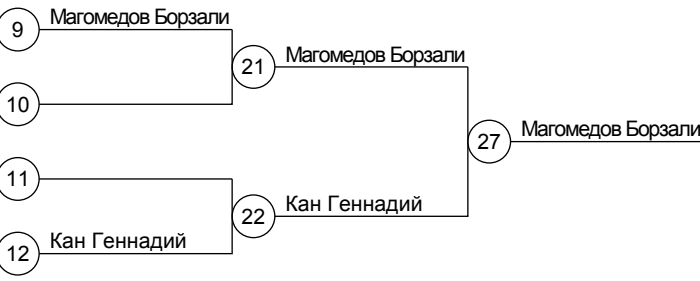 9 Магомедов Борзали
21 Магомедов Борзали
10
27 Магомедов Борзали
11
22 Кан Геннадий
12 Кан Геннадий